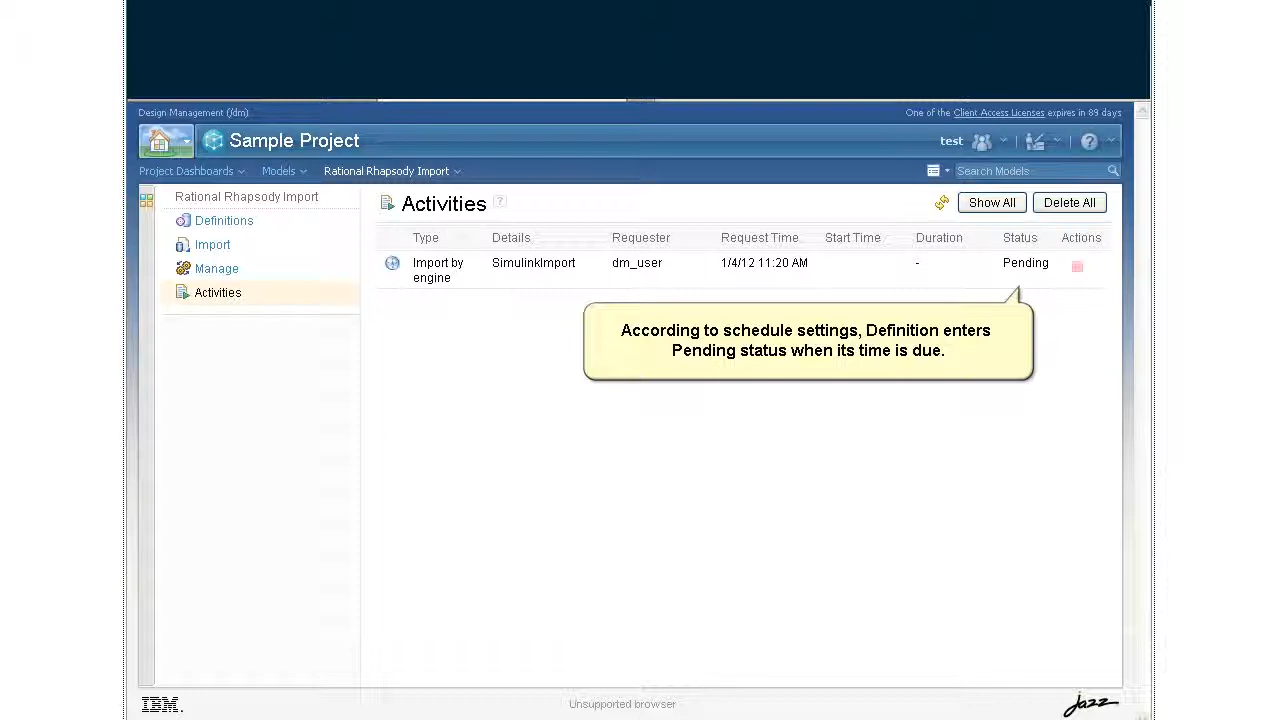 Design Management (/dm)
One of the Client Access Licenses expires in 89 days
Sample Project
test
Project Dashboards
Models
Rational Rhapsody Import
Search Models
Rational Rhapsody Import
Definitions
Import
Manage
Activities
Activities
?
Show All
Delete All
Type Details Requester Request Time Start Time Duration Status Actions
Import by SimulinkImport dm_user 1/4/12 11:20 AM - Pending
engine
According to schedule settings, Definition enters
Pending status when its time is due.
IBM.
Unsupported browser
jazz